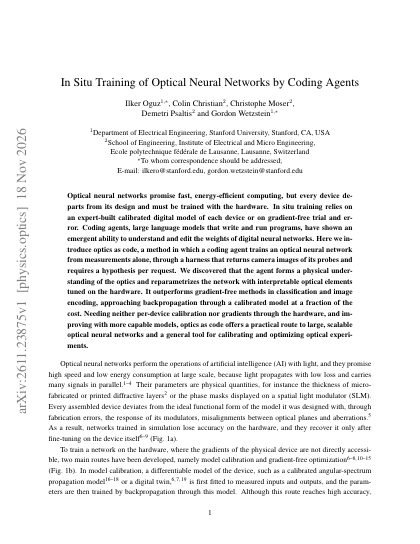 In Situ Training of Optical Neural Networks by Coding Agents
Ilker Oguz1,*, Colin Christian2, Christophe Moser2,
Demetri Psaltis2 and Gordon Wetzstein1,*
1Department of Electrical Engineering, Stanford University, Stanford, CA, USA
2School of Engineering, Institute of Electrical and Micro Engineering,
Ecole polytechnique fédérale de Lausanne, Lausanne, Switzerland
*To whom correspondence should be addressed;
E-mail: ilkero@stanford.edu, gordon.wetzstein@stanford.edu
arXiv:2611.23875v1 [physics.optics] 18 Nov 2026
Optical neural networks promise fast, energy-efficient computing, but every device de-
parts from its design and must be trained with the hardware. In situ training relies on
an expert-built calibrated digital model of each device or on gradient-free trial and er-
ror. Coding agents, large language models that write and run programs, have shown an
emergent ability to understand and edit the weights of digital neural networks. Here we in-
troduce optics as code, a method in which a coding agent trains an optical neural network
from measurements alone, through a harness that returns camera images of its probes and
requires a hypothesis per request. We discovered that the agent forms a physical under-
standing of the optics and reparametrizes the network with interpretable optical elements
tuned on the hardware. It outperforms gradient-free methods in classification and image
encoding, approaching backpropagation through a calibrated model at a fraction of the
cost. Needing neither per-device calibration nor gradients through the hardware, and im-
proving with more capable models, optics as code offers a practical route to large, scalable
optical neural networks and a general tool for calibrating and optimizing optical experi-
ments.
Optical neural networks perform the operations of artificial intelligence (AI) with light, and they promise
high speed and low energy consumption at large scale, because light propagates with low loss and carries
many signals in parallel.1–4 Their parameters are physical quantities, for instance the thickness of micro-
fabricated or printed diffractive layers2 or the phase masks displayed on a spatial light modulator (SLM).
Every assembled device deviates from the ideal functional form of the model it was designed with, through
fabrication errors, the response of its modulators, misalignments between optical planes and aberrations.5
As a result, networks trained in simulation lose accuracy on the hardware, and they recover it only after
fine-tuning on the device itself6–9 (Fig. 1a).
To train a network on the hardware, where the gradients of the physical device are not directly accessi-
ble, two main routes have been developed, namely model calibration and gradient-free optimization6–8,10–15
(Fig. 1b). In model calibration, a differentiable model of the device, such as a calibrated angular-spectrum
propagation model16–18 or a digital twin,6,7,19 is first fitted to measured inputs and outputs, and the param-
eters are then trained by backpropagation through this model. Although this route reaches high accuracy,
1